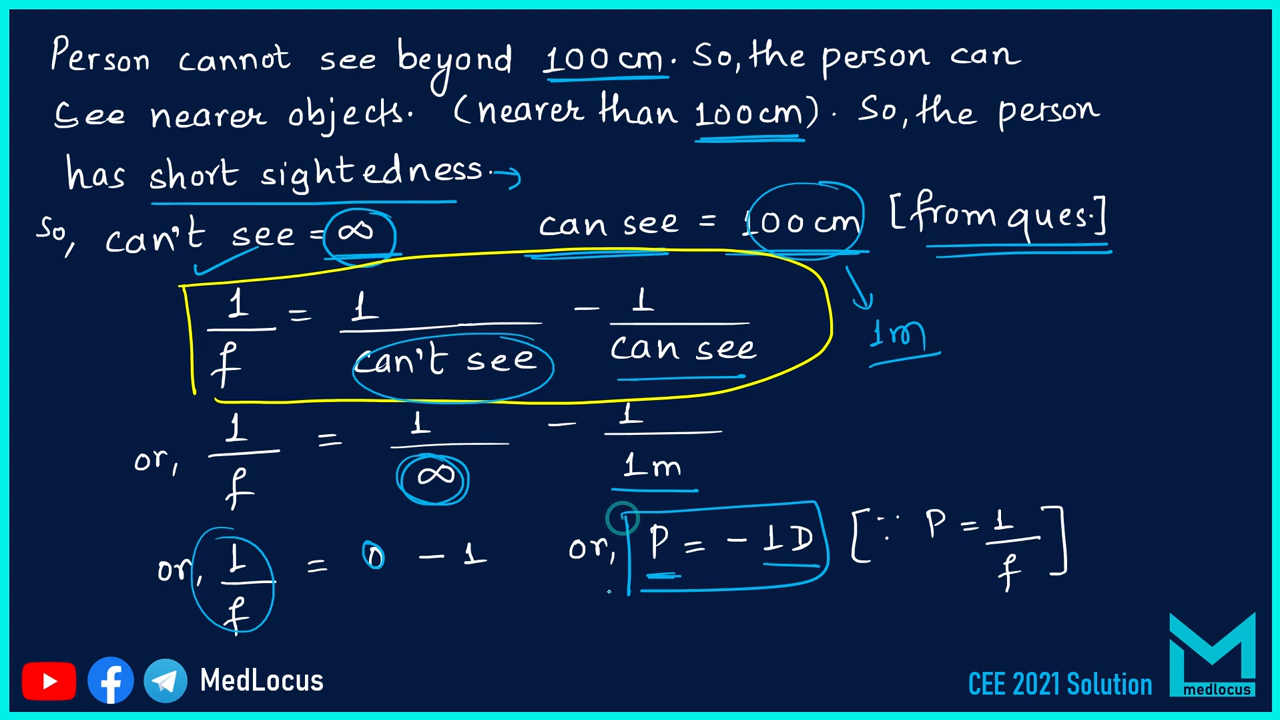 Person cannot see beyond 100cm. So, the person can
see nearer objects. (nearer than 100cm). So, the person
has short sightedness. →
so, can't see = ∞ can see = 100cm [from ques.]
1/f = 1/can't see - 1/can see
1m
or, 1/f = 1/∞ - 1/1m
or, 1/f = 0 - 1 or, P = - 1D [∵ P = 1/f]
MedLocus
CEE 2021 Solution
medlocus